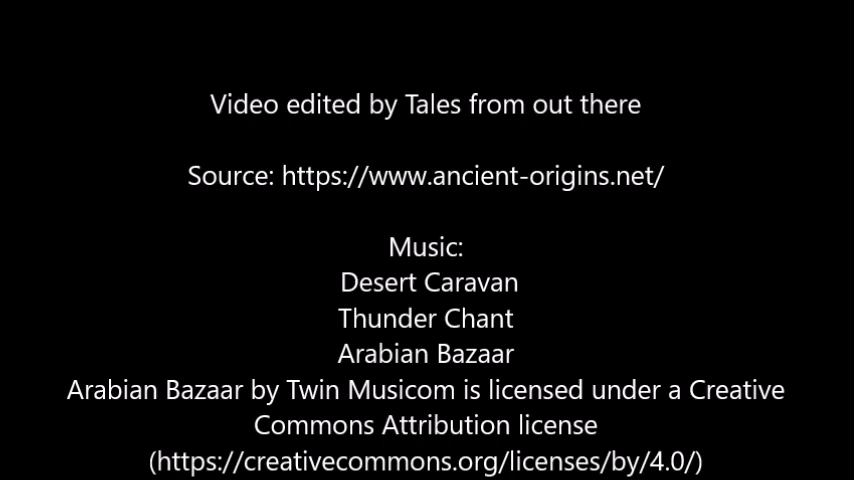 Video edited by Tales from out there
Source: https://www.ancient-origins.net/
Music:
Desert Caravan
Thunder Chant
Arabian Bazaar
Arabian Bazaar by Twin Musicom is licensed under a Creative
Commons Attribution license
(https://creativecommons.org/licenses/by/4.0/)